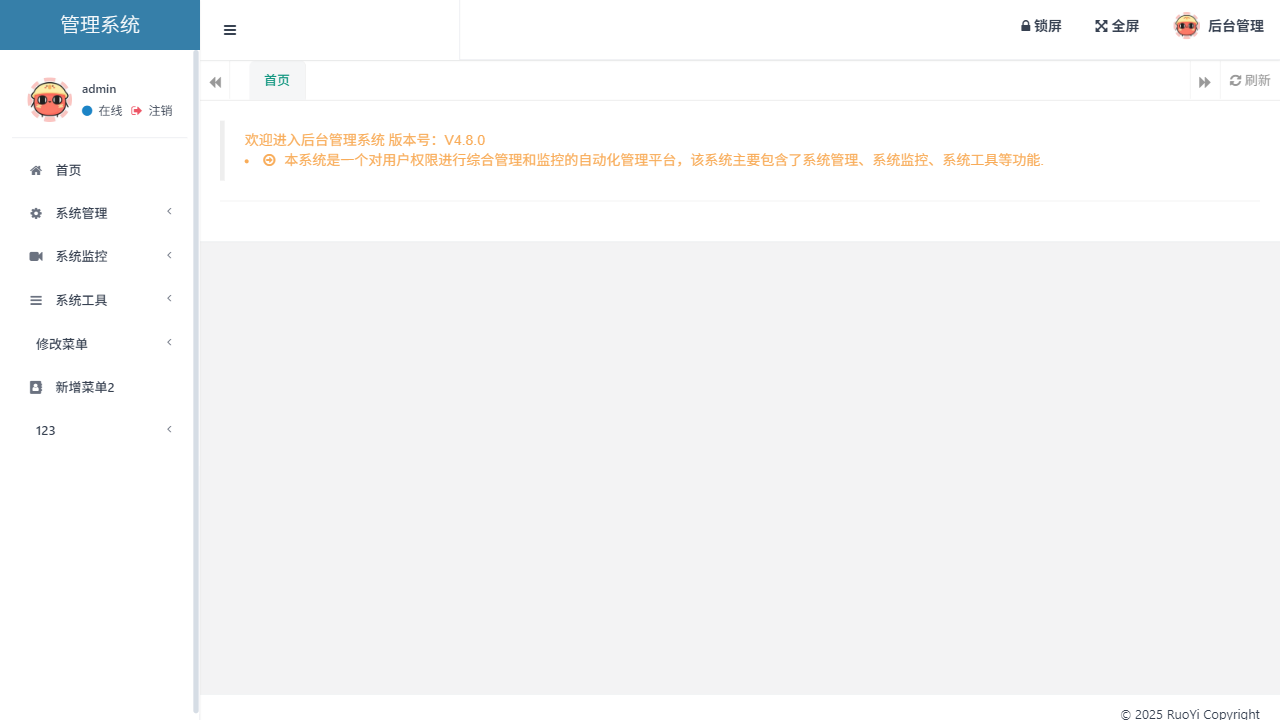 管理系统
锁屏
全屏
后台管理
首页
刷新
admin
在线 注销
首页
系统管理
系统监控
系统工具
修改菜单
新增菜单2
123
欢迎进入后台管理系统 版本号：V4.8.0
本系统是一个对用户权限进行综合管理和监控的自动化管理平台，该系统主要包含了系统管理、系统监控、系统工具等功能.
© 2025 RuoYi Copyright